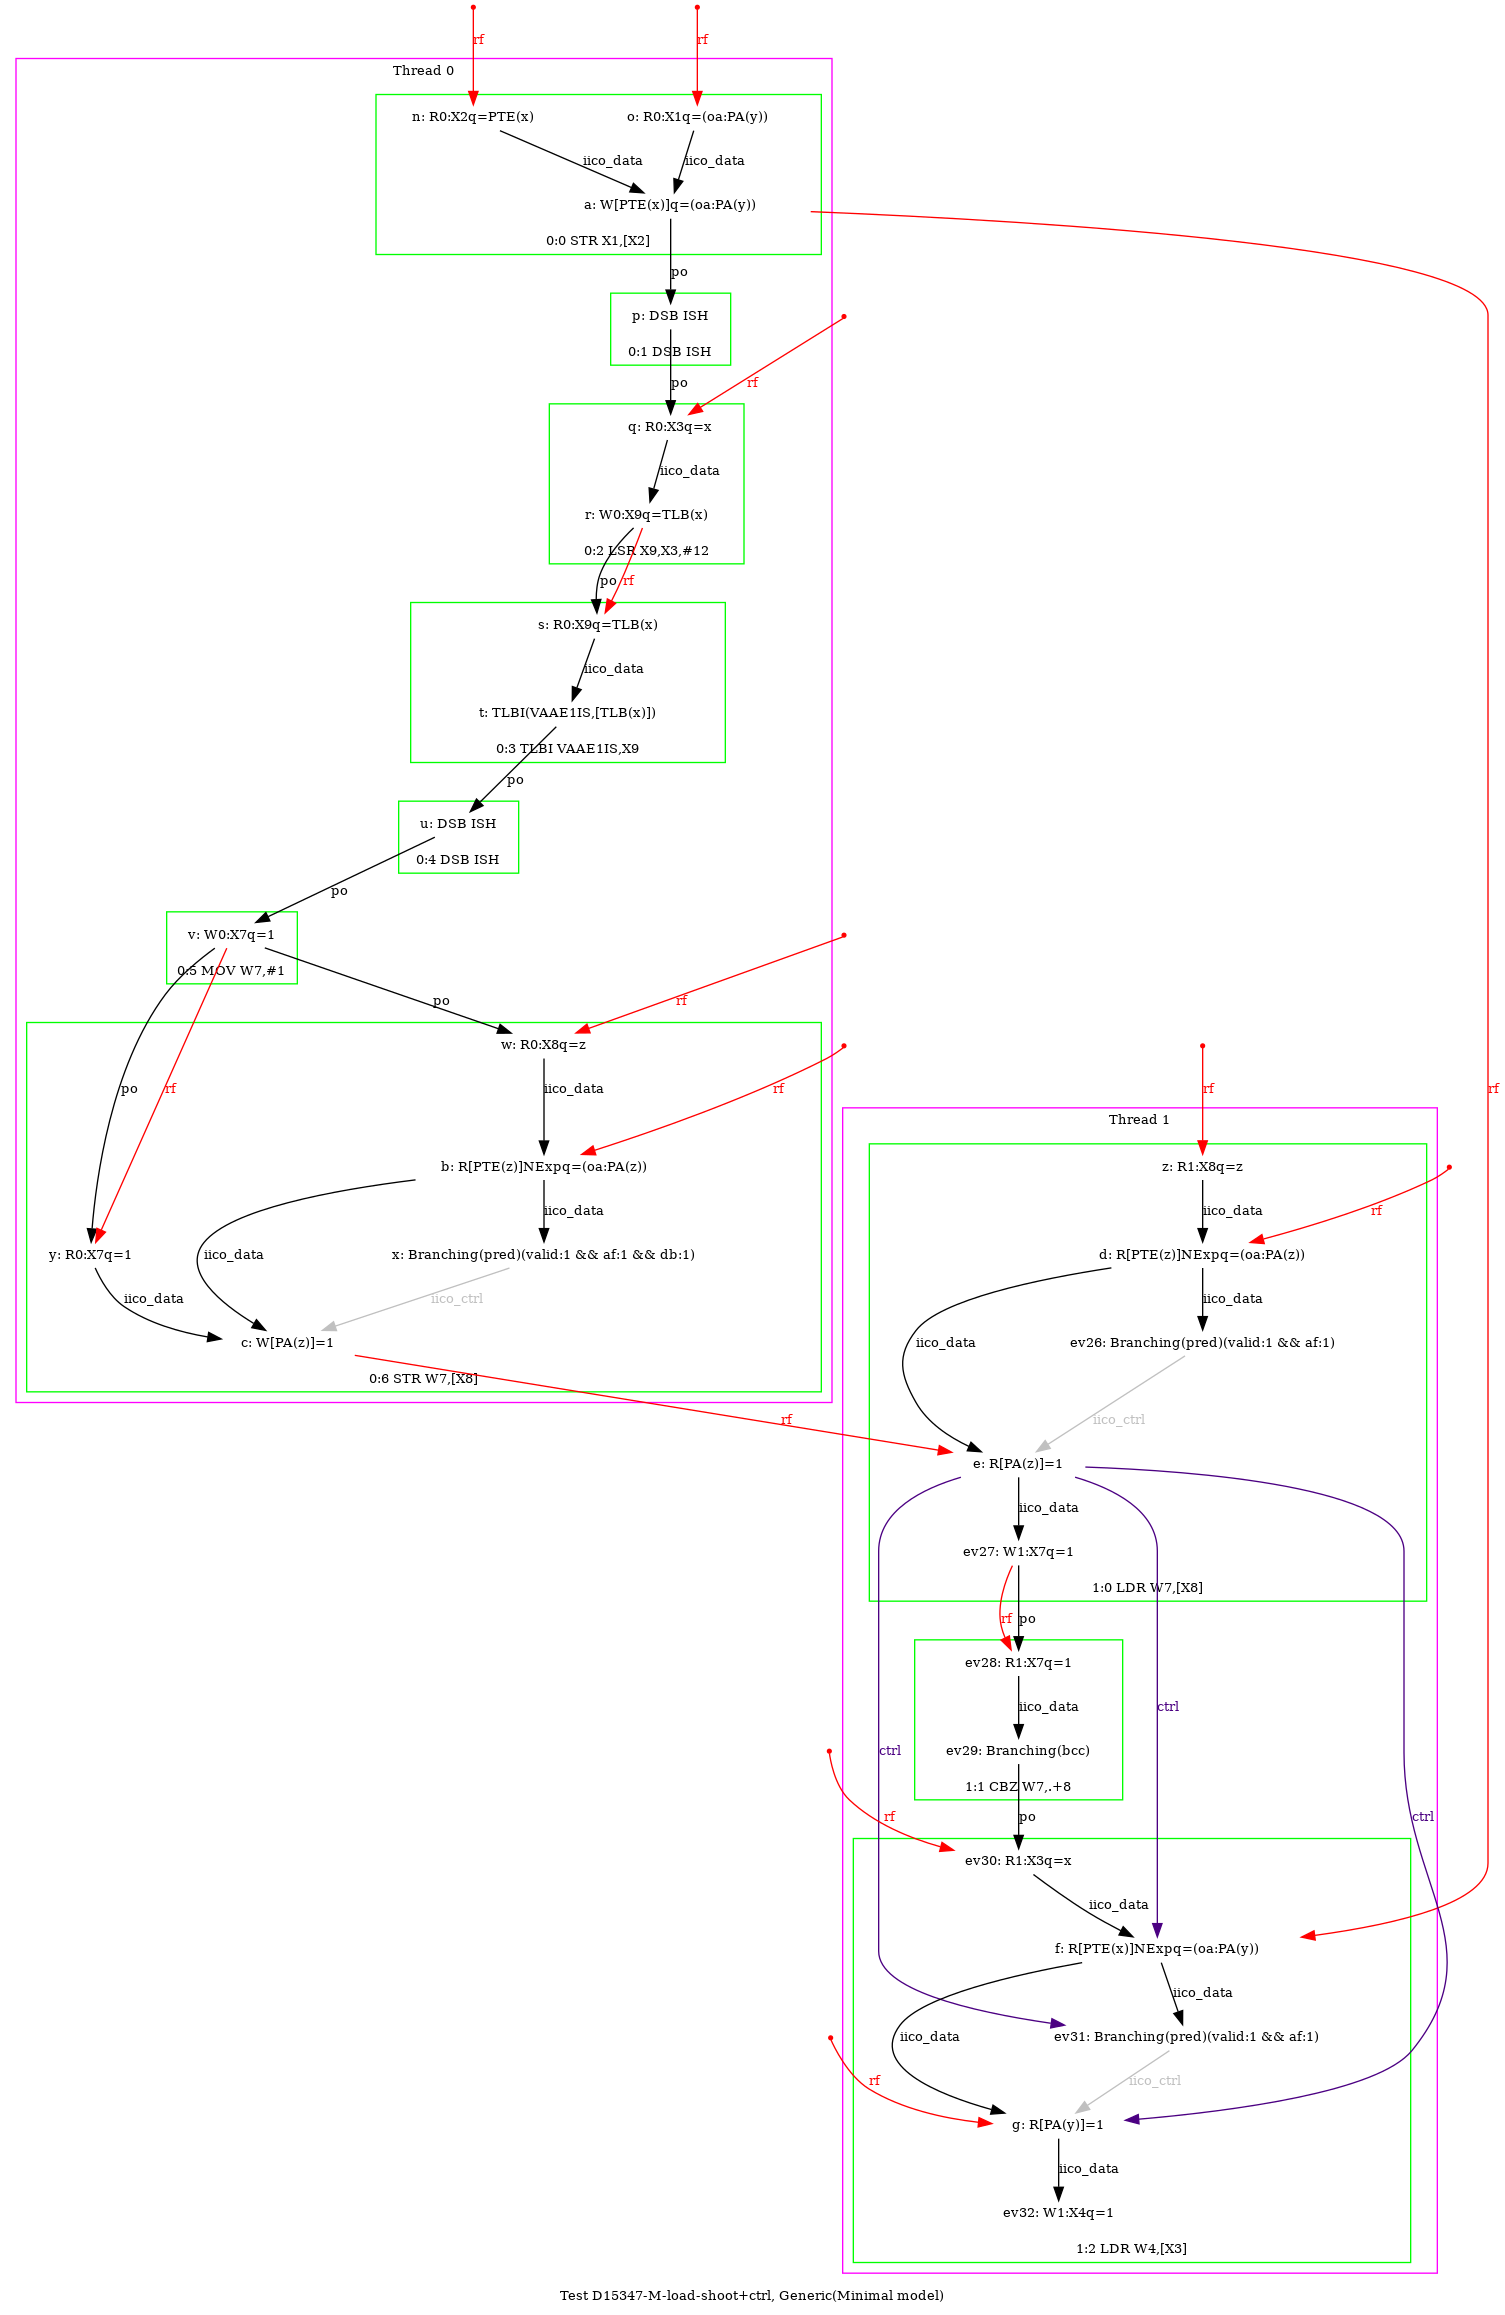 rf
rf
Thread 0
n: R0:X2q=PTE(x)
o: R0:X1q=(oa:PA(y))
iico_data
iico_data
a: W[PTE(x)]q=(oa:PA(y))
0:0 STR X1,[X2]
po
p: DSB ISH
0:1 DSB ISH
po
rf
q: R0:X3q=x
iico_data
r: W0:X9q=TLB(x)
0:2 LSR X9,X3,#12
po
rf
s: R0:X9q=TLB(x)
iico_data
t: TLBI(VAAE1IS,[TLB(x)])
0:3 TLBI VAAE1IS,X9
po
u: DSB ISH
0:4 DSB ISH
po
v: W0:X7q=1
0:5 MOV W7,#1
po
rf
w: R0:X8q=z
po
rf
iico_data
rf
b: R[PTE(z)]NExpq=(oa:PA(z))
iico_data
iico_data
y: R0:X7q=1
x: Branching(pred)(valid:1 && af:1 && db:1)
iico_data
iico_ctrl
c: W[PA(z)]=1
0:6 STR W7,[X8]
rf
rf
rf
Thread 1
z: R1:X8q=z
iico_data
rf
d: R[PTE(z)]NExpq=(oa:PA(z))
iico_data
iico_data
ev26: Branching(pred)(valid:1 && af:1)
iico_ctrl
e: R[PA(z)]=1
iico_data
ev27: W1:X7q=1
1:0 LDR W7,[X8]
rf
po
ev28: R1:X7q=1
iico_data
ctrl
ctrl
ev29: Branching(bcc)
1:1 CBZ W7,.+8
rf
po
ctrl
ev30: R1:X3q=x
iico_data
f: R[PTE(x)]NExpq=(oa:PA(y))
iico_data
iico_data
ev31: Branching(pred)(valid:1 && af:1)
rf
iico_ctrl
g: R[PA(y)]=1
iico_data
ev32: W1:X4q=1
1:2 LDR W4,[X3]
Test D15347-M-load-shoot+ctrl, Generic(Minimal model)